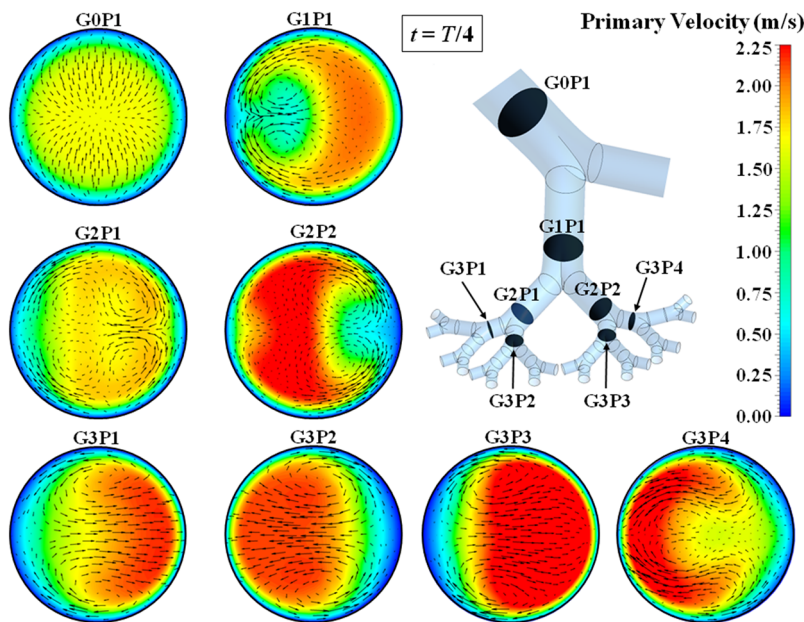 G0P1
G1P1
t = T/4
Primary Velocity (m/s)
2.25
2.00
1.75
1.50
1.25
1.00
0.75
0.50
0.25
0.00
G0P1
G1P1
G3P1
G3P4
G2P1
G2P2
G3P2
G3P3
G2P1
G2P2
G3P1
G3P2
G3P3
G3P4